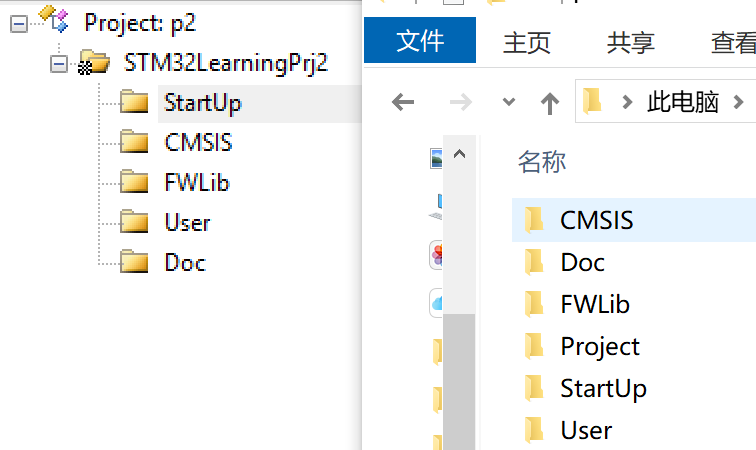 Project: p2
STM32LearningPrj2
StartUp
CMSIS
FWLib
User
Doc
文件 主页 共享 查看
此电脑
名称
CMSIS
Doc
FWLib
Project
StartUp
User